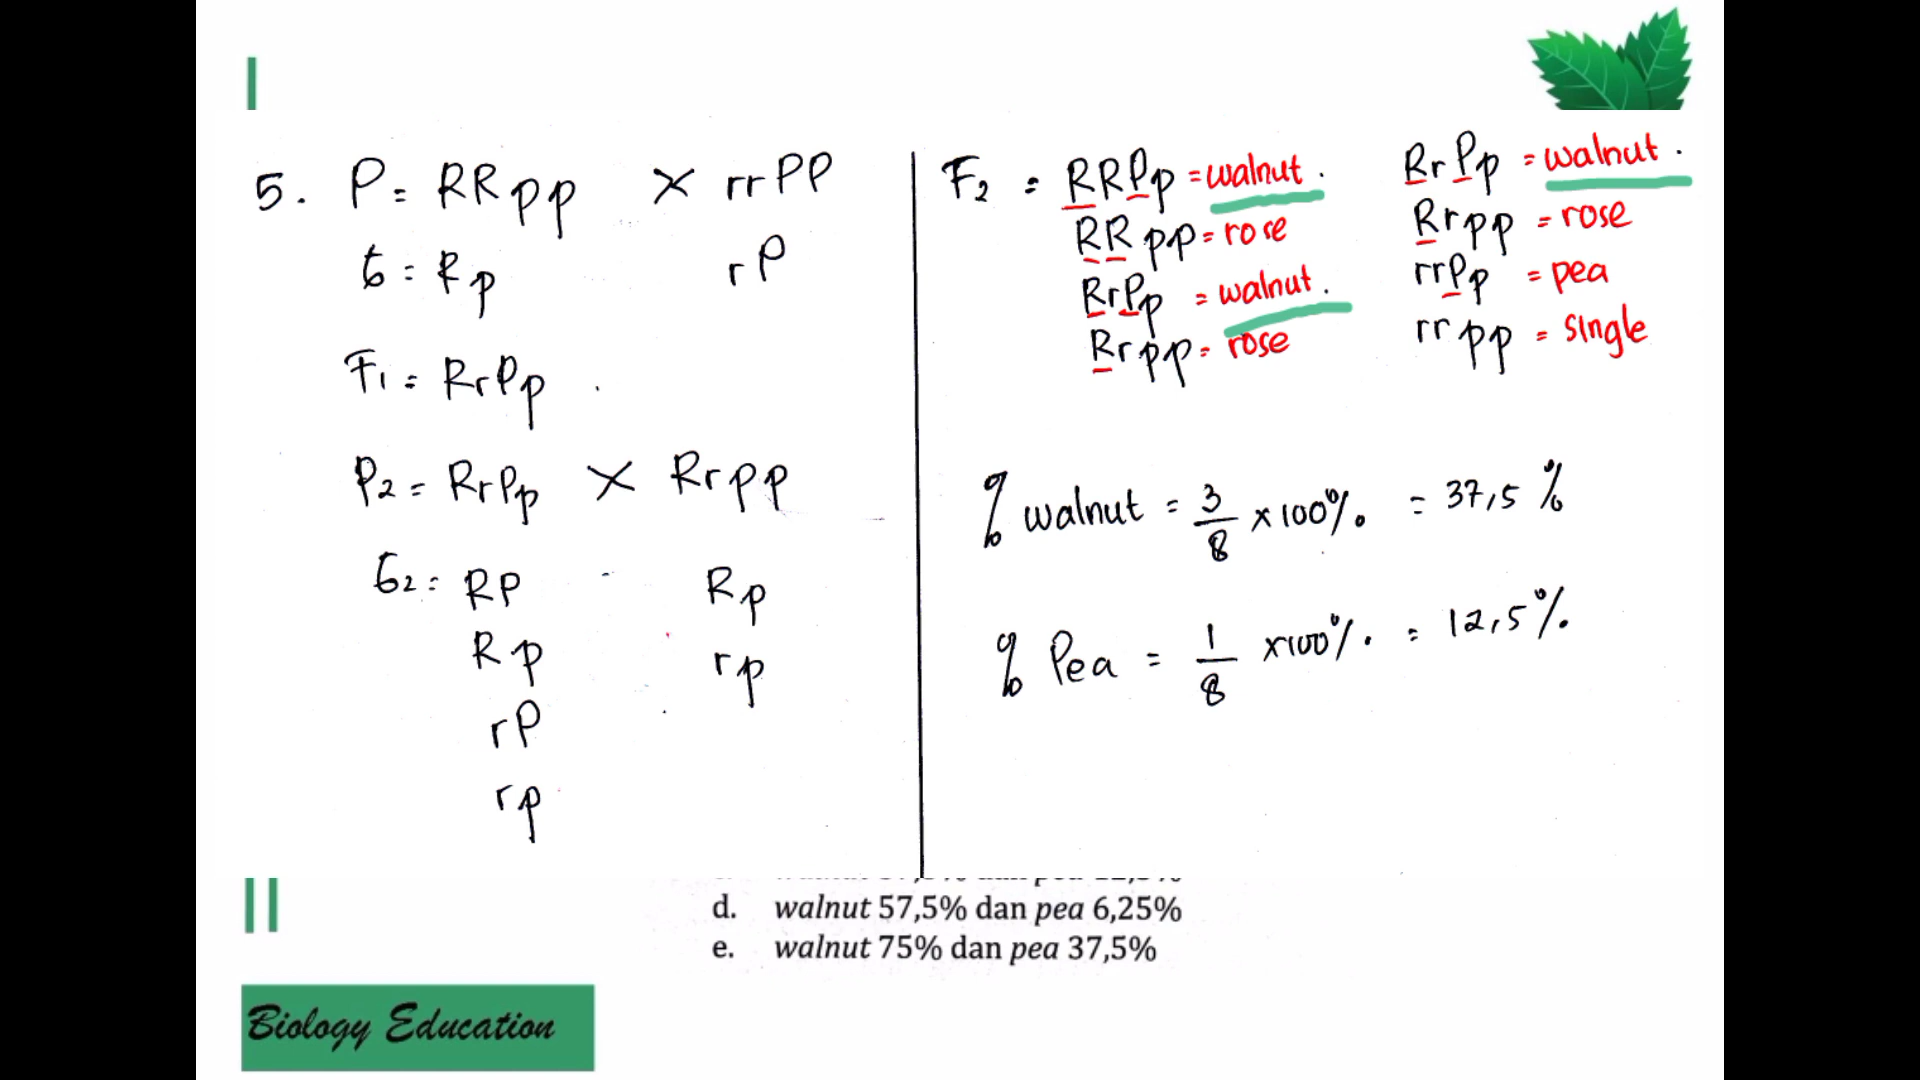 5. P = RRpp × rrPP
G = Rp rP
F1 = RrPp
P2 = RrPp × Rrpp
G2 = RP Rp
Rp rp
rP
rp
F2 = RRPp = walnut.
RRpp = rose
RrPp = walnut.
Rrpp = rose
RrPp = walnut.
Rrpp = rose
rrPp = pea
rrpp = single
% walnut = 3/8 × 100% = 37,5 %
% Pea = 1/8 × 100% = 12,5%
d. walnut 57,5% dan pea 6,25%
e. walnut 75% dan pea 37,5%
Biology Education